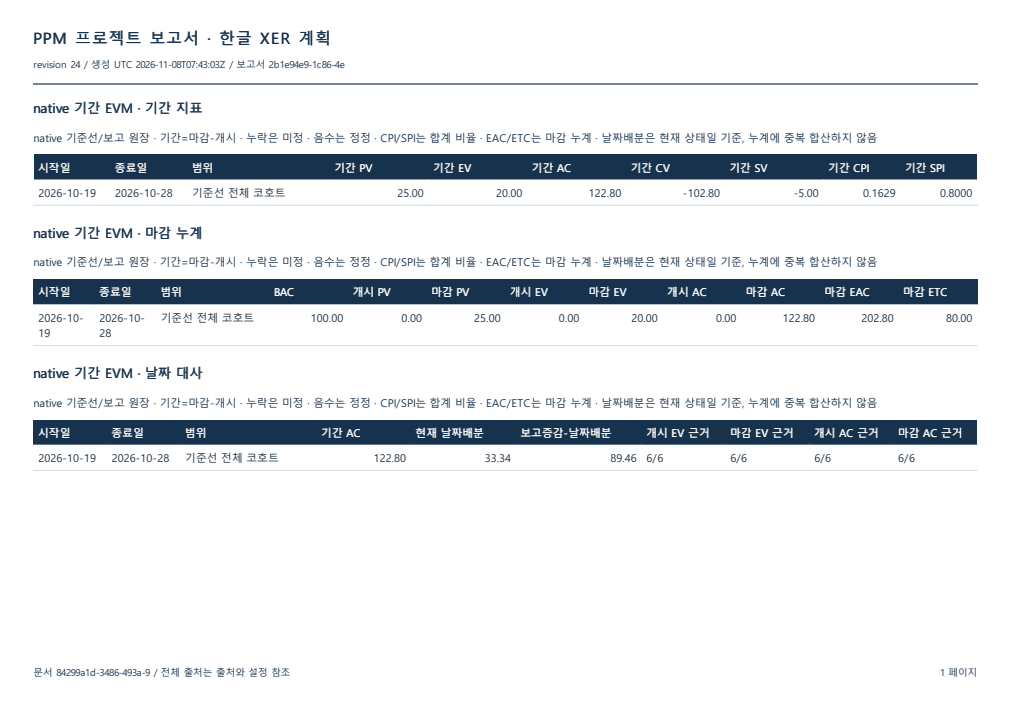 PPM 프로젝트 보고서 · 한글 XER 계획
revision 24 / 생성 UTC 2026-11-08T07:43:03Z / 보고서 2b1e94e9-1c86-4e
native 기간 EVM · 기간 지표
native 기준선/보고 원장 · 기간=마감-개시 · 누락은 미정 · 음수는 정정 · CPI/SPI는 합계 비율 · EAC/ETC는 마감 누계 · 날짜배분은 현재 상태일 기준, 누계에 중복 합산하지 않음
시작일 종료일 범위 기간 PV 기간 EV 기간 AC 기간 CV 기간 SV 기간 CPI 기간 SPI
2026-10-19 2026-10-28 기준선 전체 코호트 25.00 20.00 122.80 -102.80 -5.00 0.1629 0.8000
native 기간 EVM · 마감 누계
native 기준선/보고 원장 · 기간=마감-개시 · 누락은 미정 · 음수는 정정 · CPI/SPI는 합계 비율 · EAC/ETC는 마감 누계 · 날짜배분은 현재 상태일 기준, 누계에 중복 합산하지 않음
시작일 종료일 범위 BAC 개시 PV 마감 PV 개시 EV 마감 EV 개시 AC 마감 AC 마감 EAC 마감 ETC
2026-10- 2026-10- 기준선 전체 코호트 100.00 0.00 25.00 0.00 20.00 0.00 122.80 202.80 80.00
19 28
native 기간 EVM · 날짜 대사
native 기준선/보고 원장 · 기간=마감-개시 · 누락은 미정 · 음수는 정정 · CPI/SPI는 합계 비율 · EAC/ETC는 마감 누계 · 날짜배분은 현재 상태일 기준, 누계에 중복 합산하지 않음
시작일 종료일 범위 기간 AC 현재 날짜배분 보고증감-날짜배분 개시 EV 근거 마감 EV 근거 개시 AC 근거 마감 AC 근거
2026-10-19 2026-10-28 기준선 전체 코호트 122.80 33.34 89.46 6/6 6/6 6/6 6/6
문서 84299a1d-3486-493a-9 / 전체 출처는 출처와 설정 참조 1 페이지